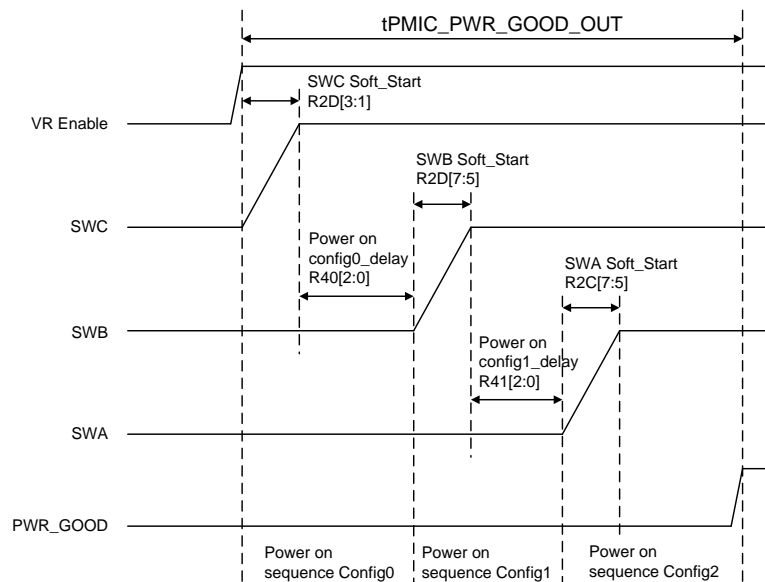 tPMIC_PWR_GOOD_OUT
SWC Soft_Start
R2D[3:1]
VR Enable
SWB Soft_Start
R2D[7:5]
SWC
Power on
config0_delay
R40[2:0]
SWA Soft_Start
R2C[7:5]
SWB
Power on
config1_delay
R41[2:0]
SWA
PWR_GOOD
Power on
sequence Config0
Power on
sequence Config1
Power on
sequence Config2